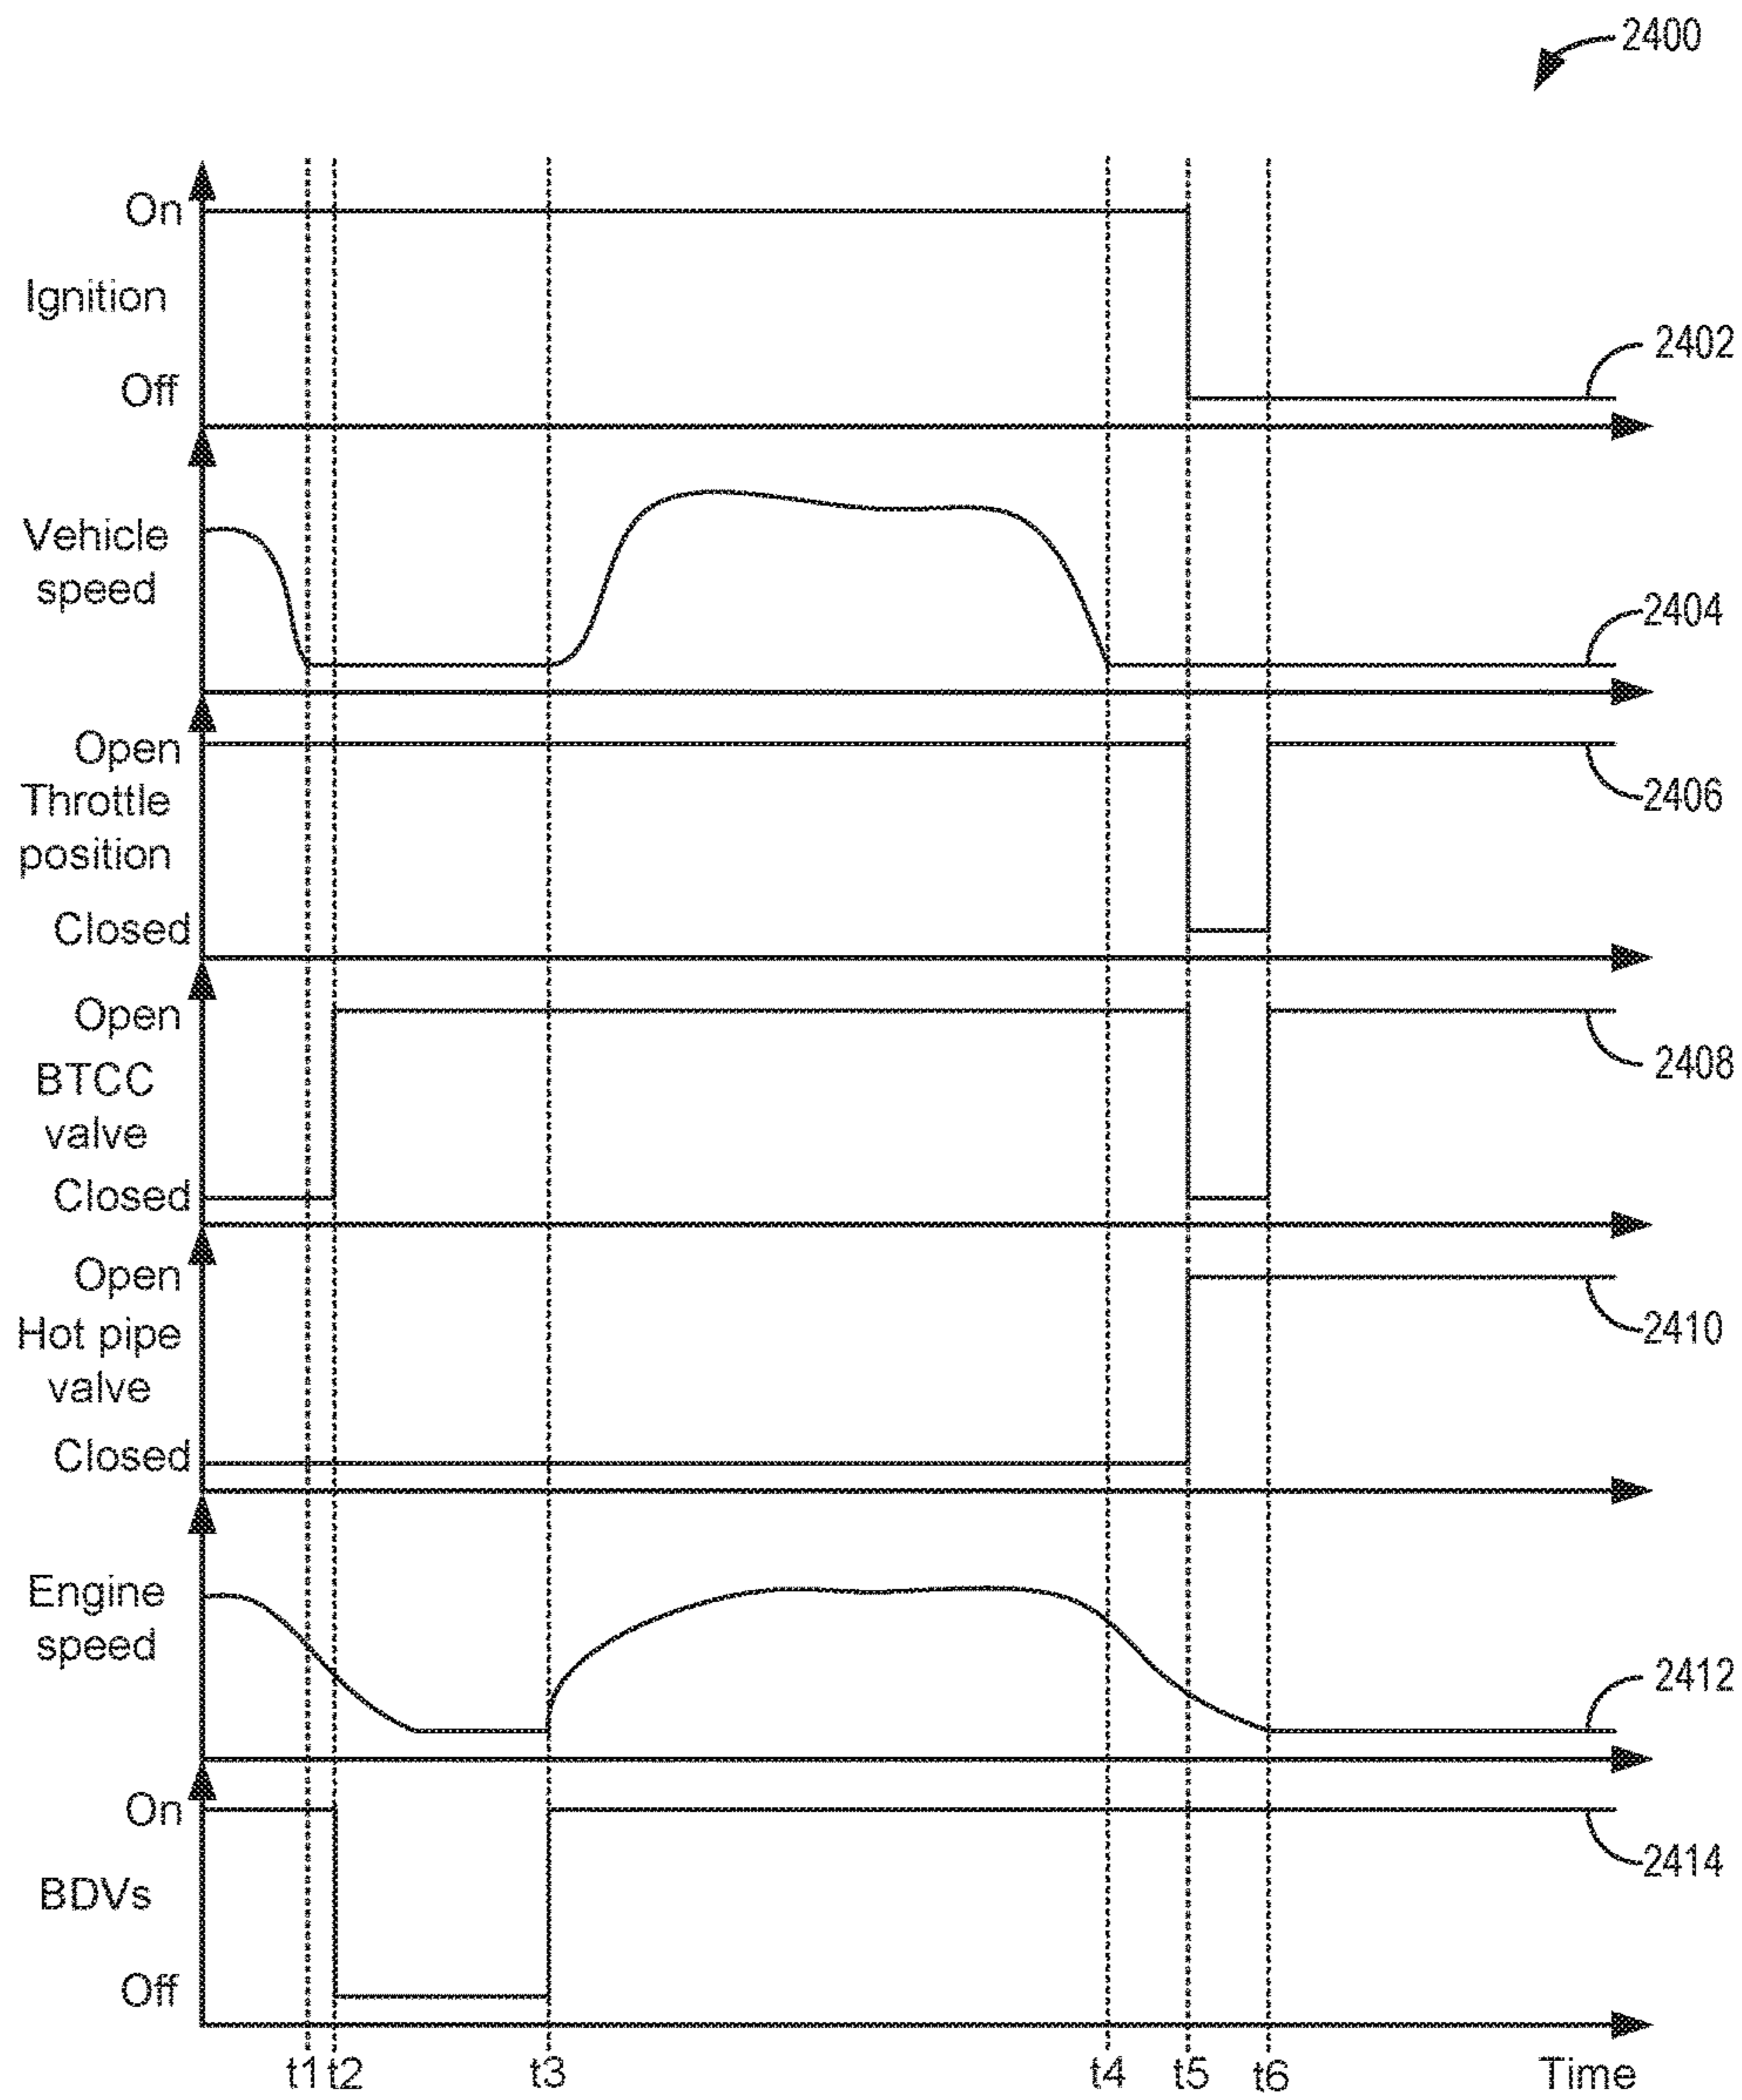 2400
On
Ignition
Off
2402
Vehicle
speed
2404
Open
Throttle
position
Closed
2406
Open
BTCC
valve
Closed
2408
Open
Hot pipe
valve
Closed
2410
Engine
speed
2412
On
BDVs
Off
2414
t1 t2 t3 t4 t5 t6 Time